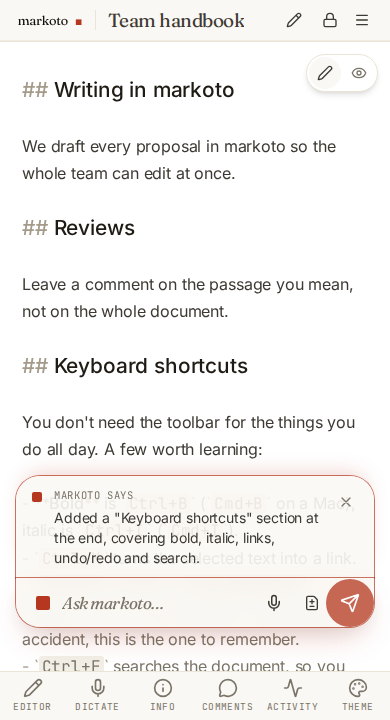 markoto
Team handbook
## Writing in markoto
We draft every proposal in markoto so the
whole team can edit at once.
## Reviews
Leave a comment on the passage you mean,
not on the whole document.
## Keyboard shortcuts
You don't need the toolbar for the things you
do all day. A few worth learning:
MARKOTO SAYS
Added a "Keyboard shortcuts" section at
the end, covering bold, italic, links,
undo/redo and search.
Ask markoto...
accident, this is the one to remember.
- `Ctrl+F` searches the document, so you
EDITOR DICTATE INFO COMMENTS ACTIVITY THEME